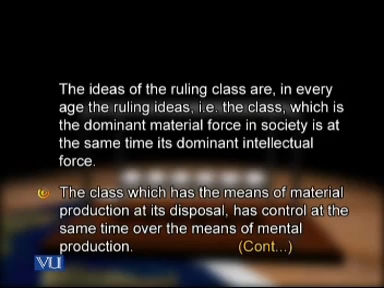 The ideas of the ruling class are, in every
age the ruling ideas, i.e. the class, which is
the dominant material force in society is at
the same time its dominant intellectual
force.
The class which has the means of material
production at its disposal, has control at the
same time over the means of mental
production. (Cont...)
VU